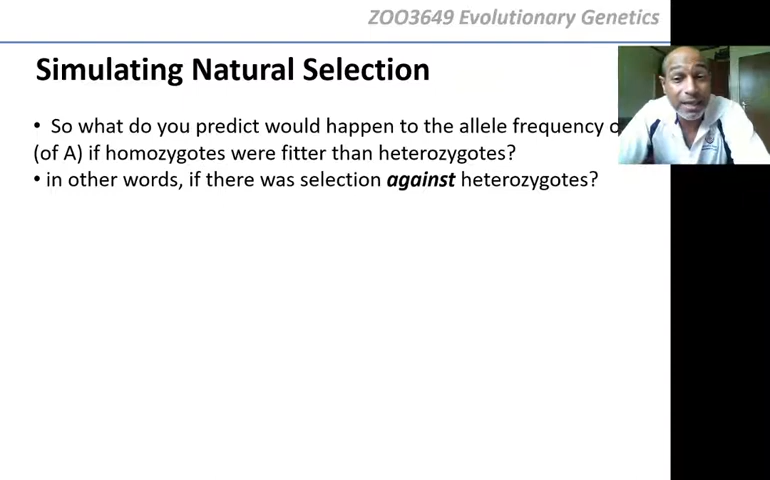 ZOO3649 Evolutionary Genetics
Simulating Natural Selection
• So what do you predict would happen to the allele frequency
(of A) if homozygotes were fitter than heterozygotes?
• in other words, if there was selection against heterozygotes?